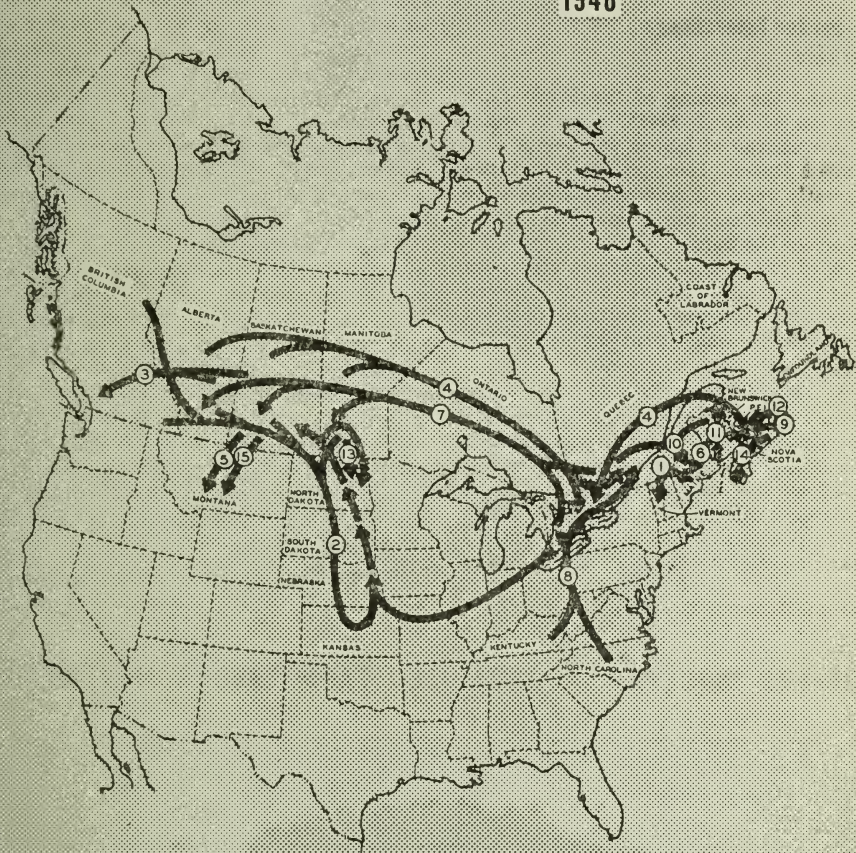 BRITISH
COLUMBIA
COAST
OF
LABRADOR
ALBERTA
SASKATCHEWAN
MANITOBA
3
4
ONTARIO
QUEBEC
NEW
BRUNSWICK
P E I
12
4
7
9
11
10
5
15
13
1
6
14
NOVA
SCOTIA
MONTANA
NORTH
DAKOTA
VERMONT
SOUTH
DAKOTA
2
8
NEBRASKA
KANSAS
KENTUCKY
NORTH CAROLINA